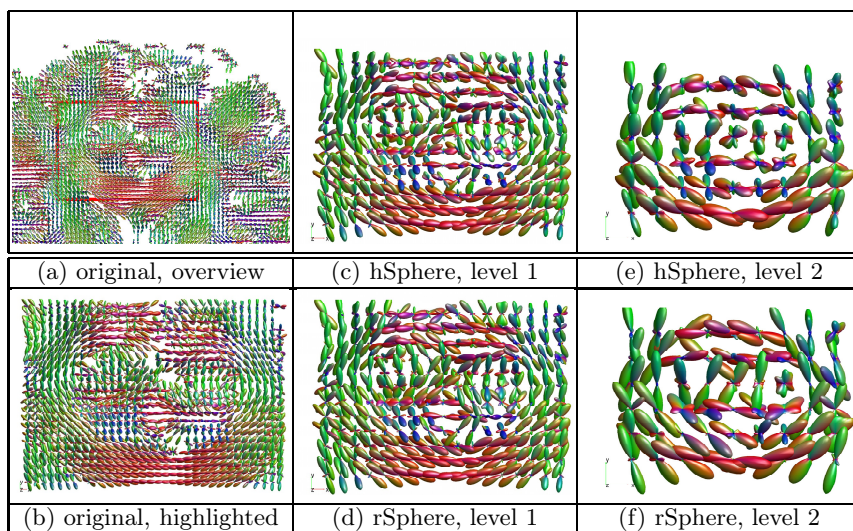 (a) original, overview
(c) hSphere, level 1
(e) hSphere, level 2
(b) original, highlighted
(d) rSphere, level 1
(f) rSphere, level 2